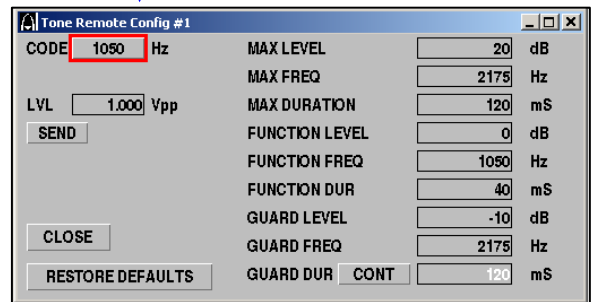 Tone Remote Config #1
CODE 1050 Hz MAX LEVEL 20 dB
MAX FREQ 2175 Hz
LVL 1.000 Vpp MAX DURATION 120 mS
SEND FUNCTION LEVEL 0 dB
FUNCTION FREQ 1050 Hz
FUNCTION DUR 40 mS
GUARD LEVEL -10 dB
CLOSE GUARD FREQ 2175 Hz
RESTORE DEFAULTS GUARD DUR CONT 120 mS